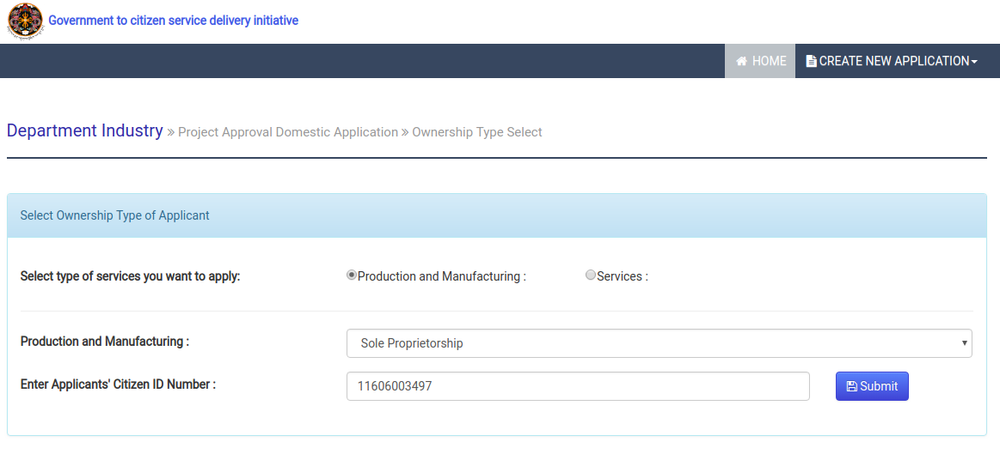 Government to citizen service delivery initiative
HOME CREATE NEW APPLICATION
Department Industry » Project Approval Domestic Application » Ownership Type Select
Select Ownership Type of Applicant
Select type of services you want to apply: Production and Manufacturing : Services :
Production and Manufacturing : Sole Proprietorship
Enter Applicants' Citizen ID Number : 11606003497 Submit